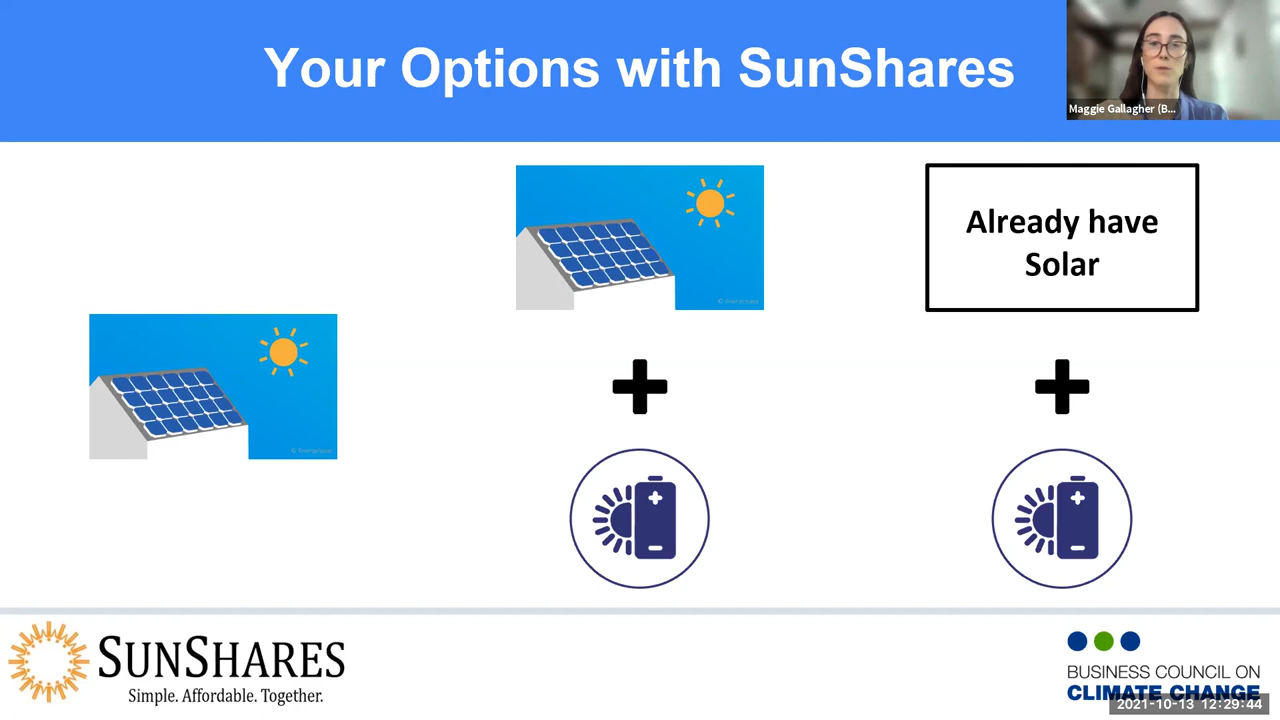 Your Options with SunShares
Maggie Gallagher (B...
Already have
Solar
SUNSHARES
Simple. Affordable. Together.
BUSINESS COUNCIL ON
CLIMATE CHANGE
2021-10-13 12:29:44